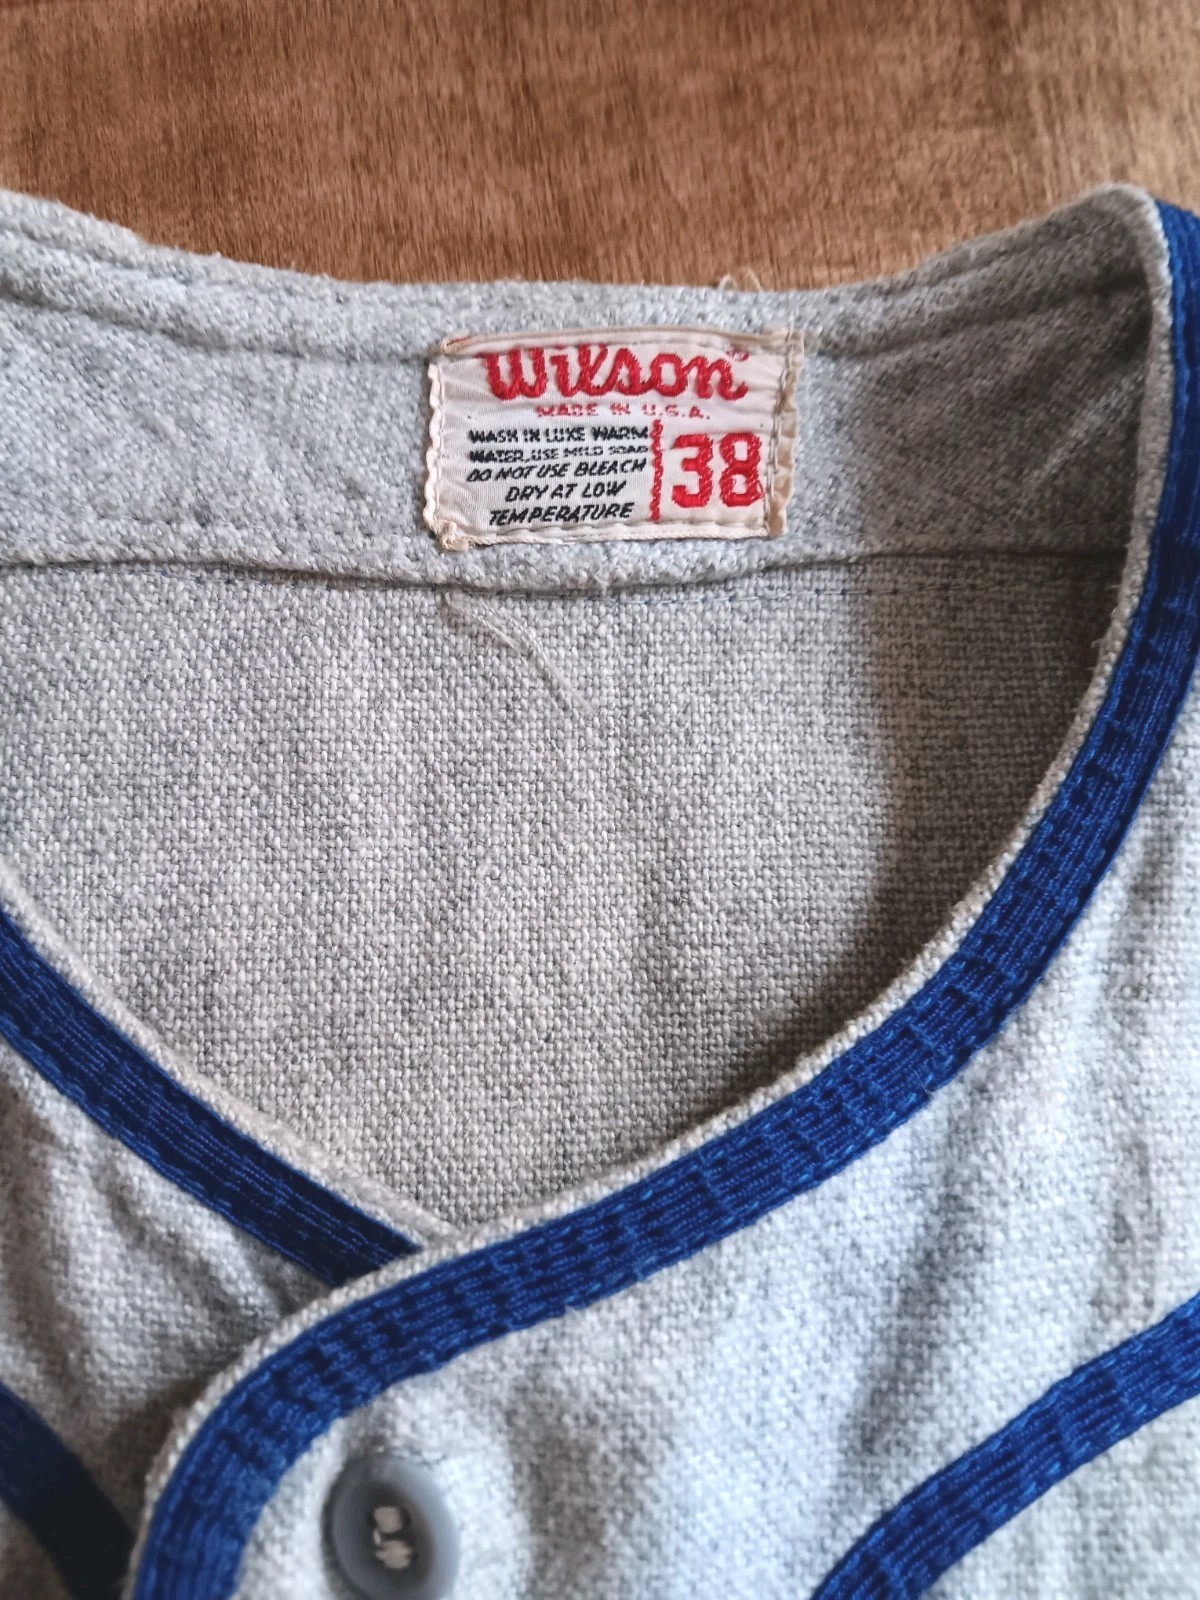 Wilson®
MADE IN U.S.A.
WASH IN LUKE WARM
WATER. USE MILD SOAP
DO NOT USE BLEACH
DRY AT LOW
TEMPERATURE
38